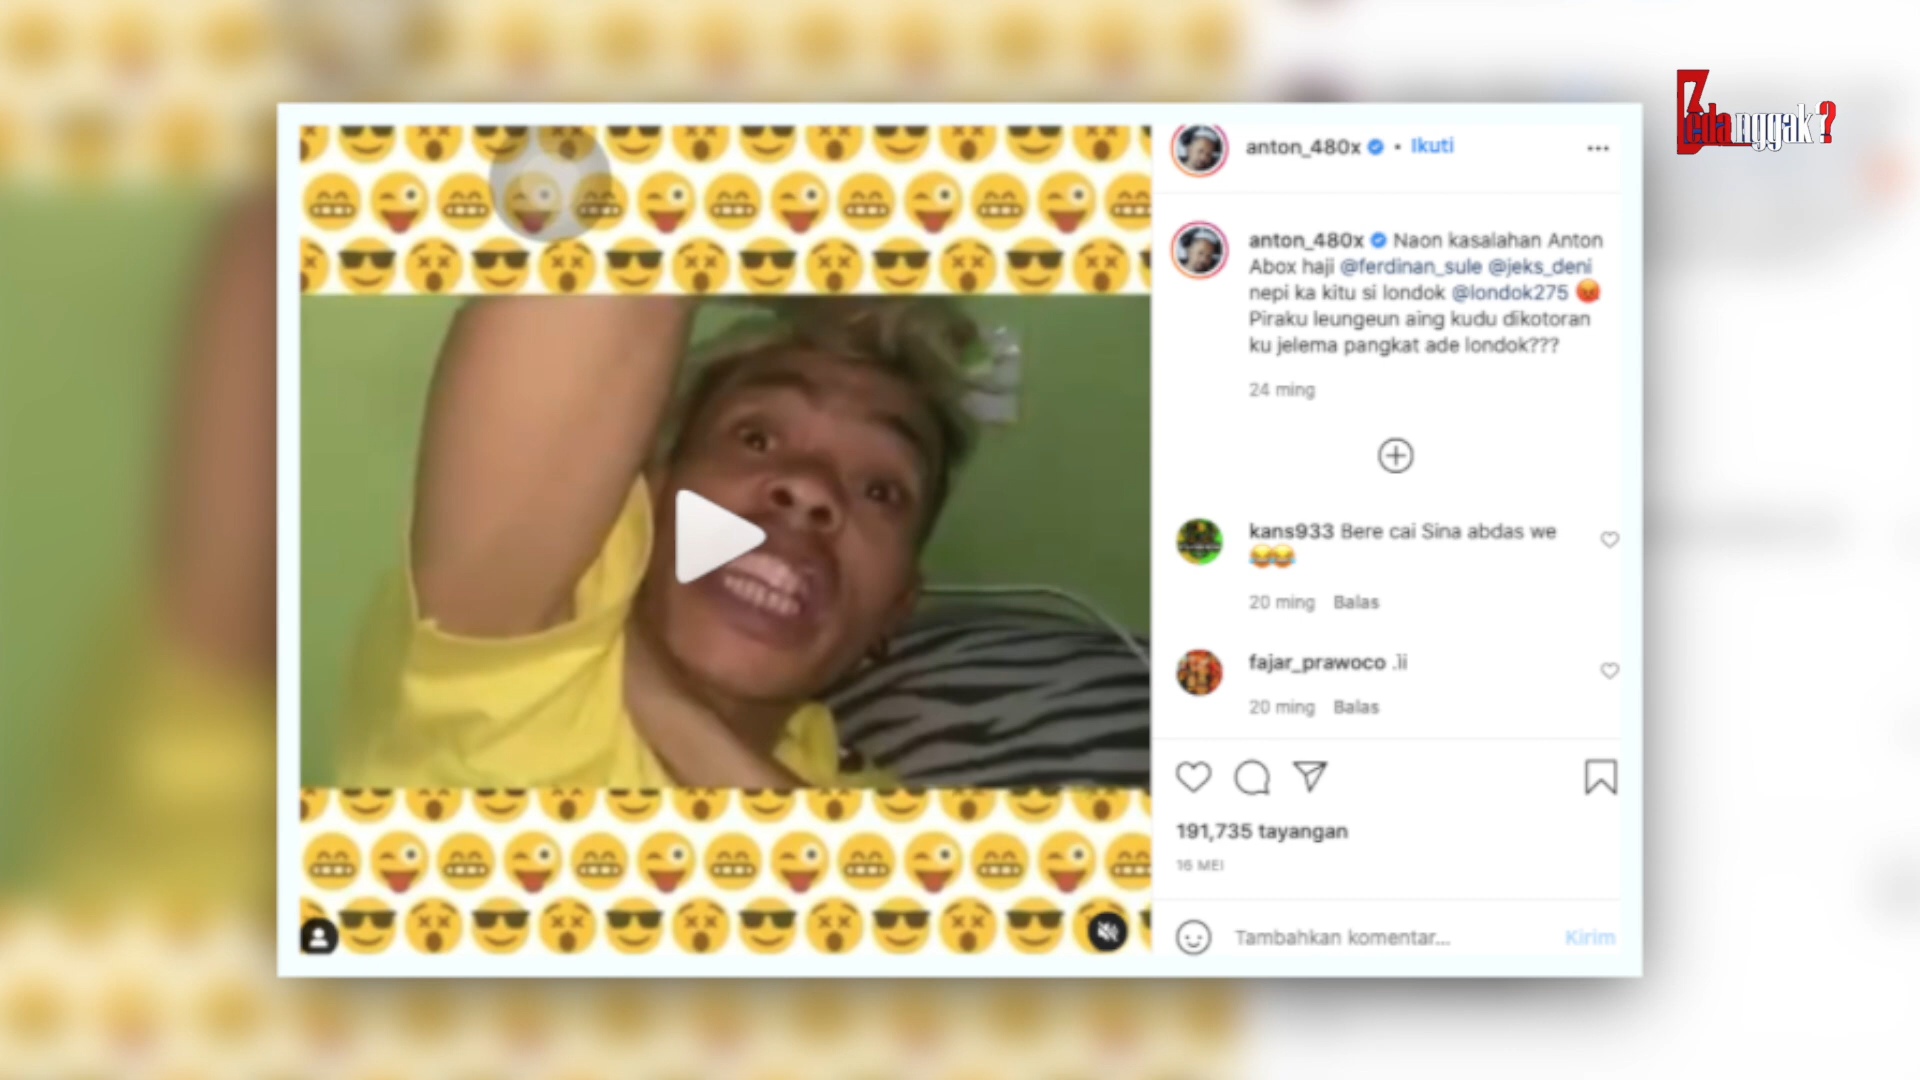 Bedanggak?
anton_480x • Ikuti
anton_480x Naon kasalahan Anton
Abox haji @ferdinan_sule @jeks_deni
nepi ka kitu si londok @londok275 😡
Piraku leungeun aing kudu dikotoran
ku jelema pangkat ade londok???
24 ming
kans933 Bere cai Sina abdas we
😂😂
20 ming Balas
fajar_prawoco
20 ming Balas
191,735 tayangan
16 MEI
Tambahkan komentar... Kirim